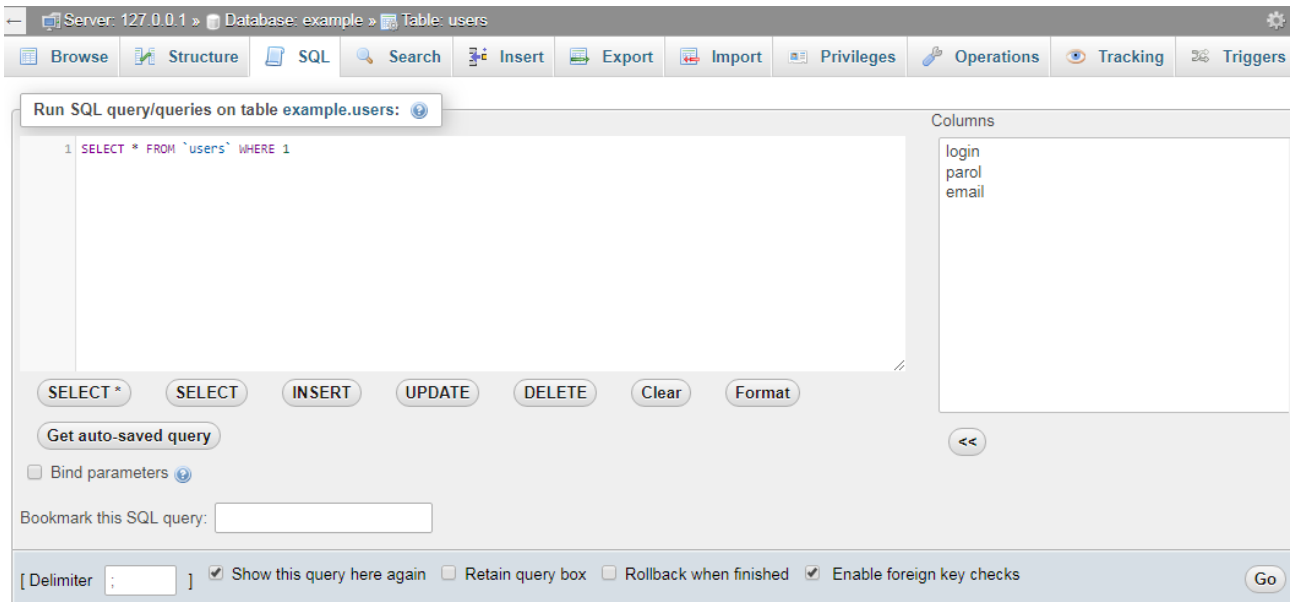 ← Server: 127.0.0.1 » Database: example » Table: users
Browse Structure SQL Search Insert Export Import Privileges Operations Tracking Triggers
Run SQL query/queries on table example.users:
Columns
1 SELECT * FROM `users` WHERE 1
login
parol
email
SELECT * SELECT INSERT UPDATE DELETE Clear Format
Get auto-saved query
<<
Bind parameters
Bookmark this SQL query:
[ Delimiter ; ] Show this query here again Retain query box Rollback when finished Enable foreign key checks Go